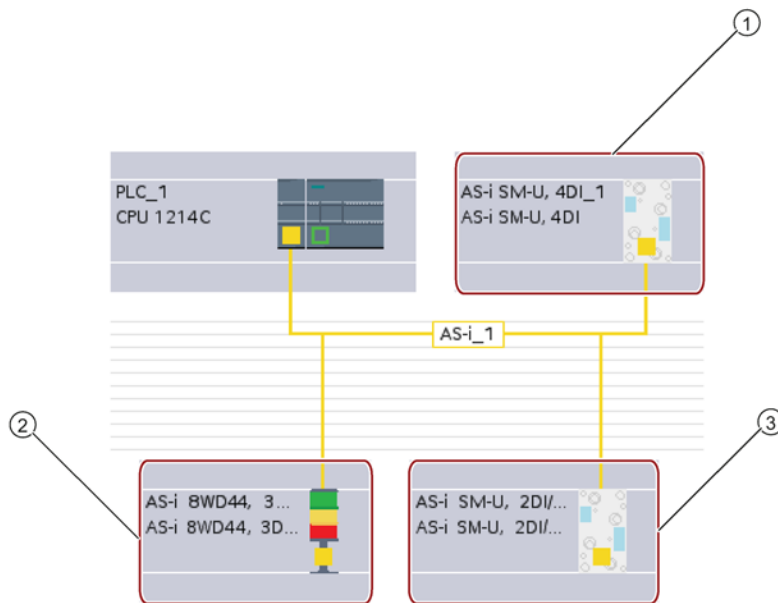 ①
PLC_1
CPU 1214C
AS-i SM-U, 4DI_1
AS-i SM-U, 4DI
AS-i_1
②
③
AS-i 8WD44, 3...
AS-i 8WD44, 3D...
AS-i SM-U, 2DI/...
AS-i SM-U, 2DI/...